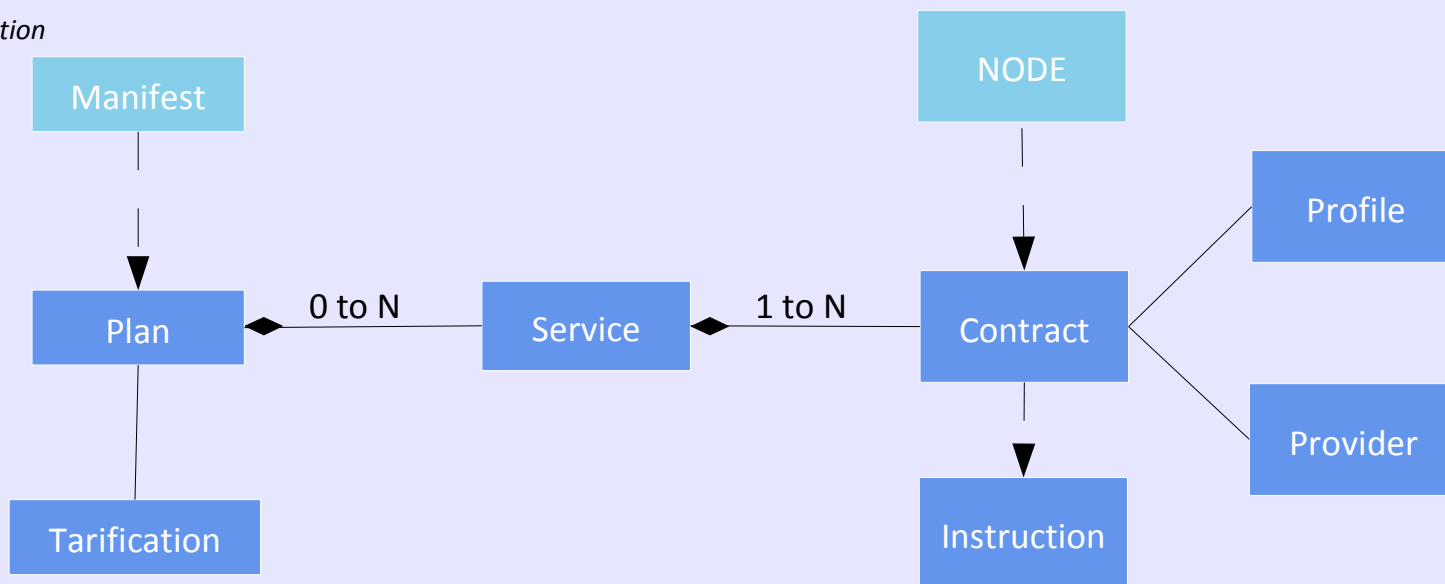 tion
NODE
Manifest
Profile
0 to N
1 to N
Plan
Service
Contract
Provider
Tarification
Instruction